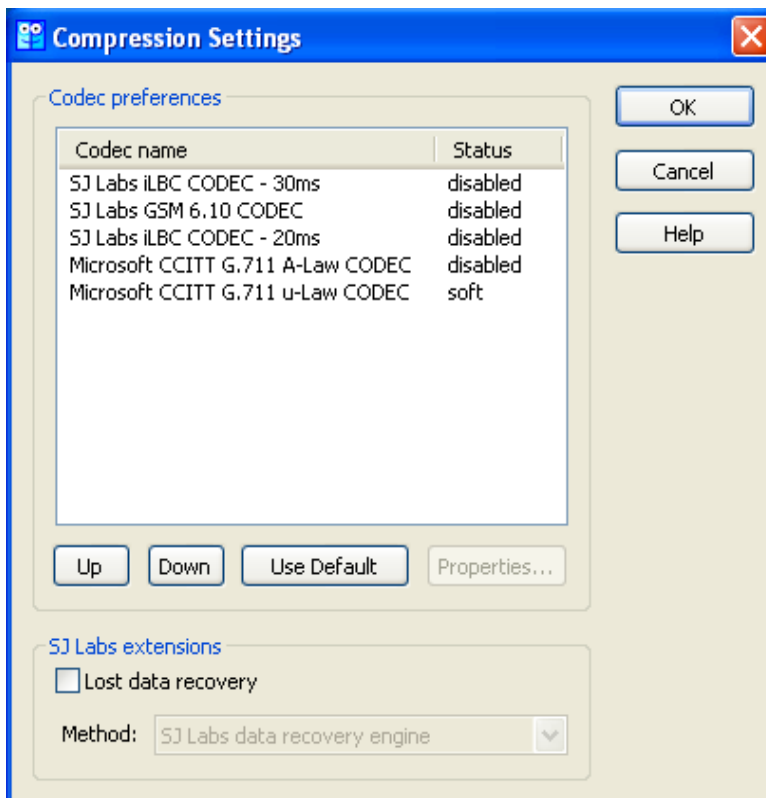 Compression Settings
Codec preferences
Codec name Status
SJ Labs iLBC CODEC - 30ms disabled
SJ Labs GSM 6.10 CODEC disabled
SJ Labs iLBC CODEC - 20ms disabled
Microsoft CCITT G.711 A-Law CODEC disabled
Microsoft CCITT G.711 u-Law CODEC soft
Up Down Use Default Properties...
OK
Cancel
Help
SJ Labs extensions
Lost data recovery
Method: SJ Labs data recovery engine